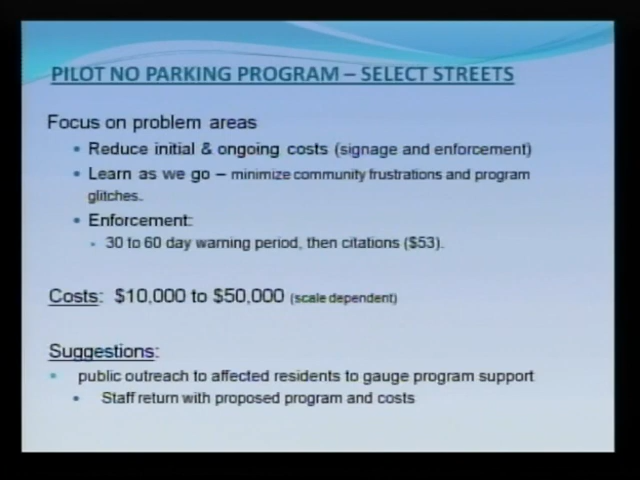 PILOT NO PARKING PROGRAM – SELECT STREETS
Focus on problem areas
• Reduce initial & ongoing costs (signage and enforcement)
• Learn as we go – minimize community frustrations and program
glitches.
• Enforcement:
• 30 to 60 day warning period, then citations ($53).
Costs: $10,000 to $50,000 (scale dependent)
Suggestions:
• public outreach to affected residents to gauge program support
• Staff return with proposed program and costs